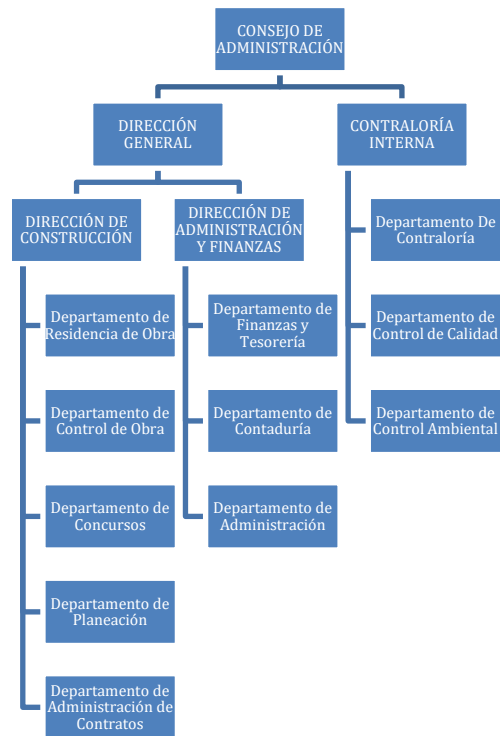 CONSEJO DE
ADMINISTRACIÓN
DIRECCIÓN
GENERAL
CONTRALORÍA
INTERNA
DIRECCIÓN DE
CONSTRUCCIÓN
DIRECCIÓN DE
ADMINISTRACIÓN
Y FINANZAS
Departamento De
Contraloría
Departamento de
Residencia de Obra
Departamento de
Finanzas y
Tesorería
Departamento de
Control de Calidad
Departamento de
Control de Obra
Departamento de
Contaduría
Departamento de
Control Ambiental
Departamento de
Concursos
Departamento de
Administración
Departamento de
Planeación
Departamento de
Administración de
Contratos